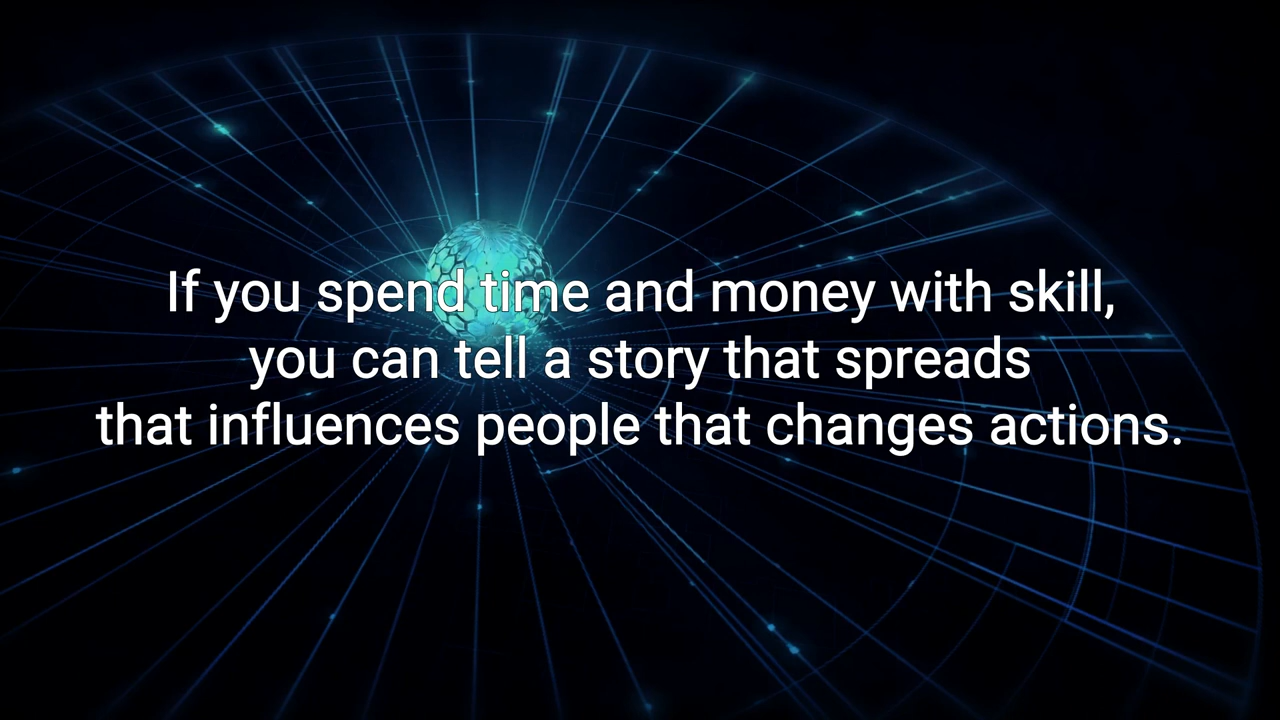 If you spend time and money with skill,
you can tell a story that spreads
that influences people that changes actions.